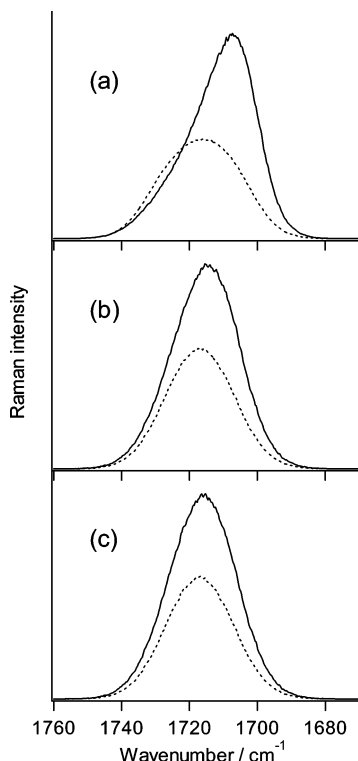 (a)
(b)
Raman intensity
(c)
1760 1740 1720 1700 1680
Wavenumber / cm⁻¹